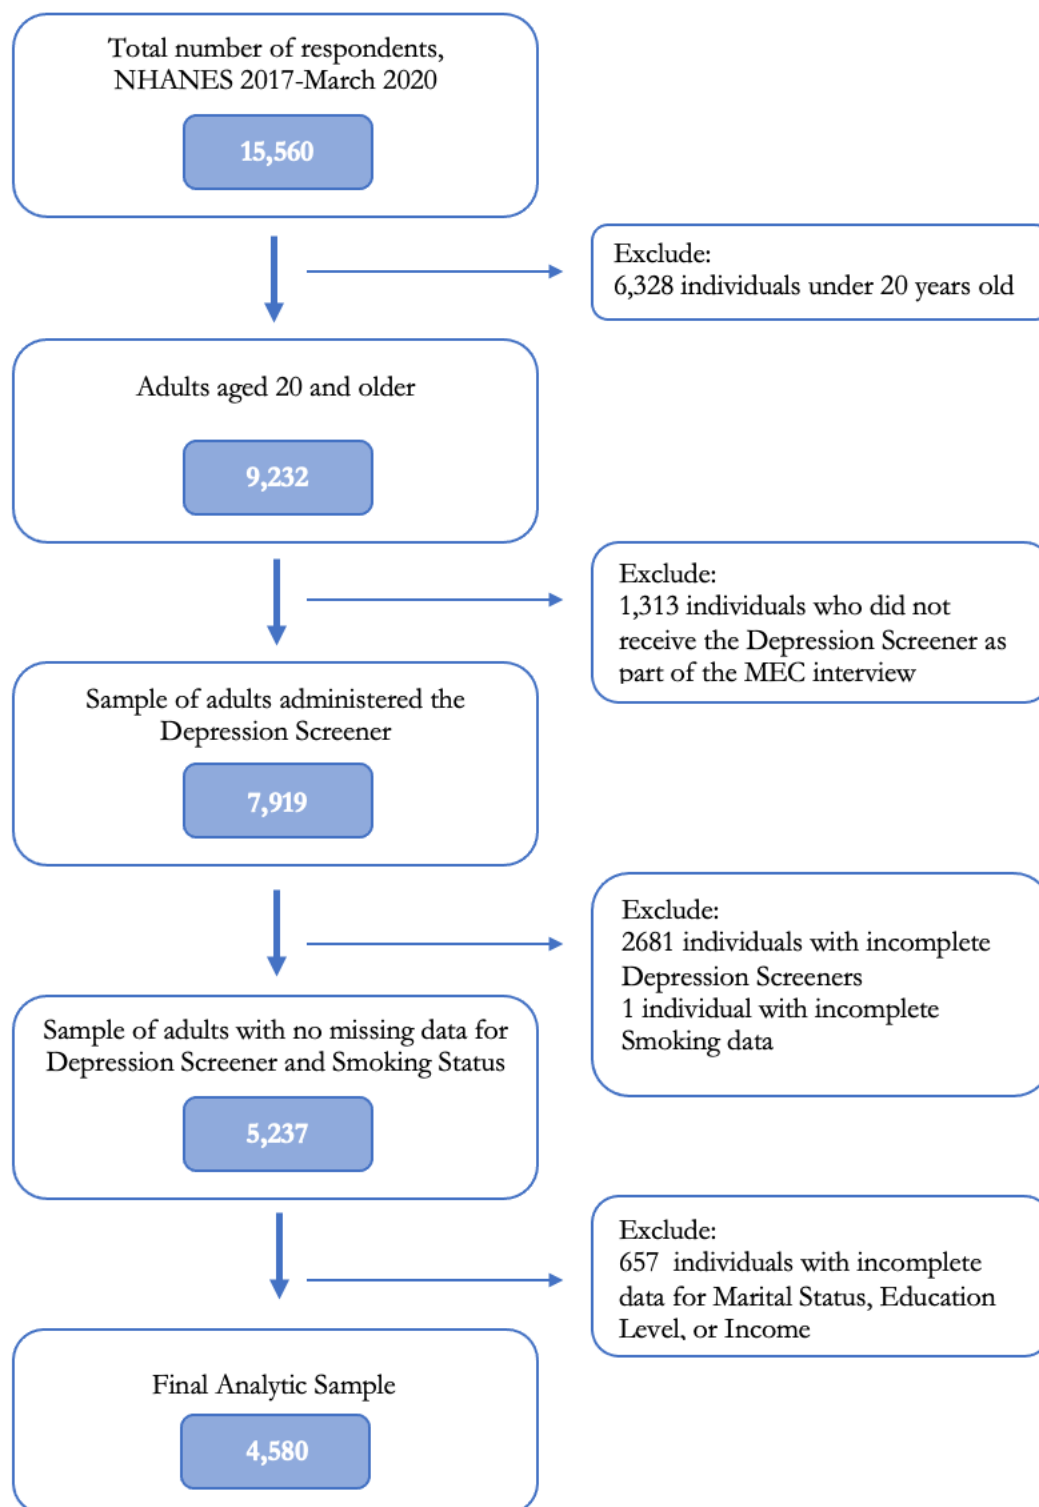 Total number of respondents,
NHANES 2017-March 2020
15,560
Exclude:
6,328 individuals under 20 years old
Adults aged 20 and older
9,232
Exclude:
1,313 individuals who did not
receive the Depression Screener as
part of the MEC interview
Sample of adults administered the
Depression Screener
7,919
Exclude:
2681 individuals with incomplete
Depression Screeners
1 individual with incomplete
Smoking data
Sample of adults with no missing data for
Depression Screener and Smoking Status
5,237
Exclude:
657 individuals with incomplete
data for Marital Status, Education
Level, or Income
Final Analytic Sample
4,580